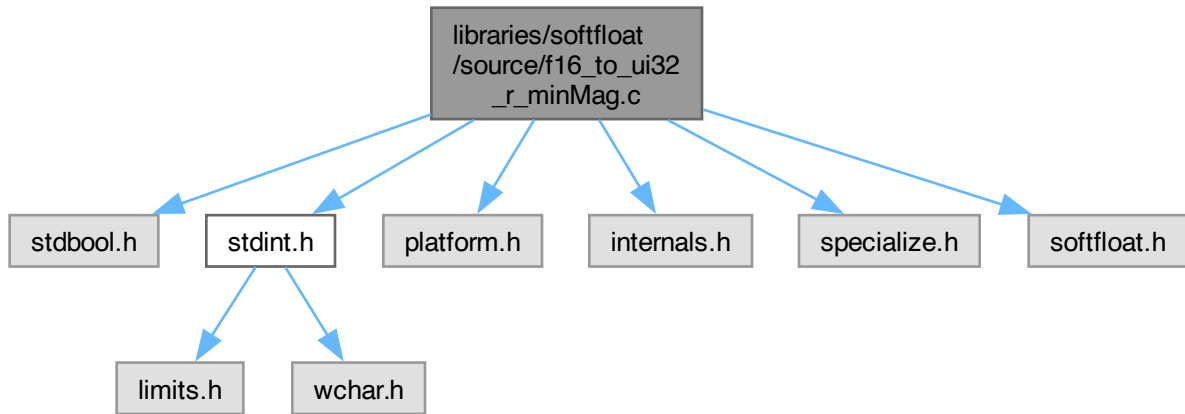 libraries/softfloat
/source/f16_to_ui32
_r_minMag.c
stdbool.h
stdint.h
platform.h
internals.h
specialize.h
softfloat.h
limits.h
wchar.h